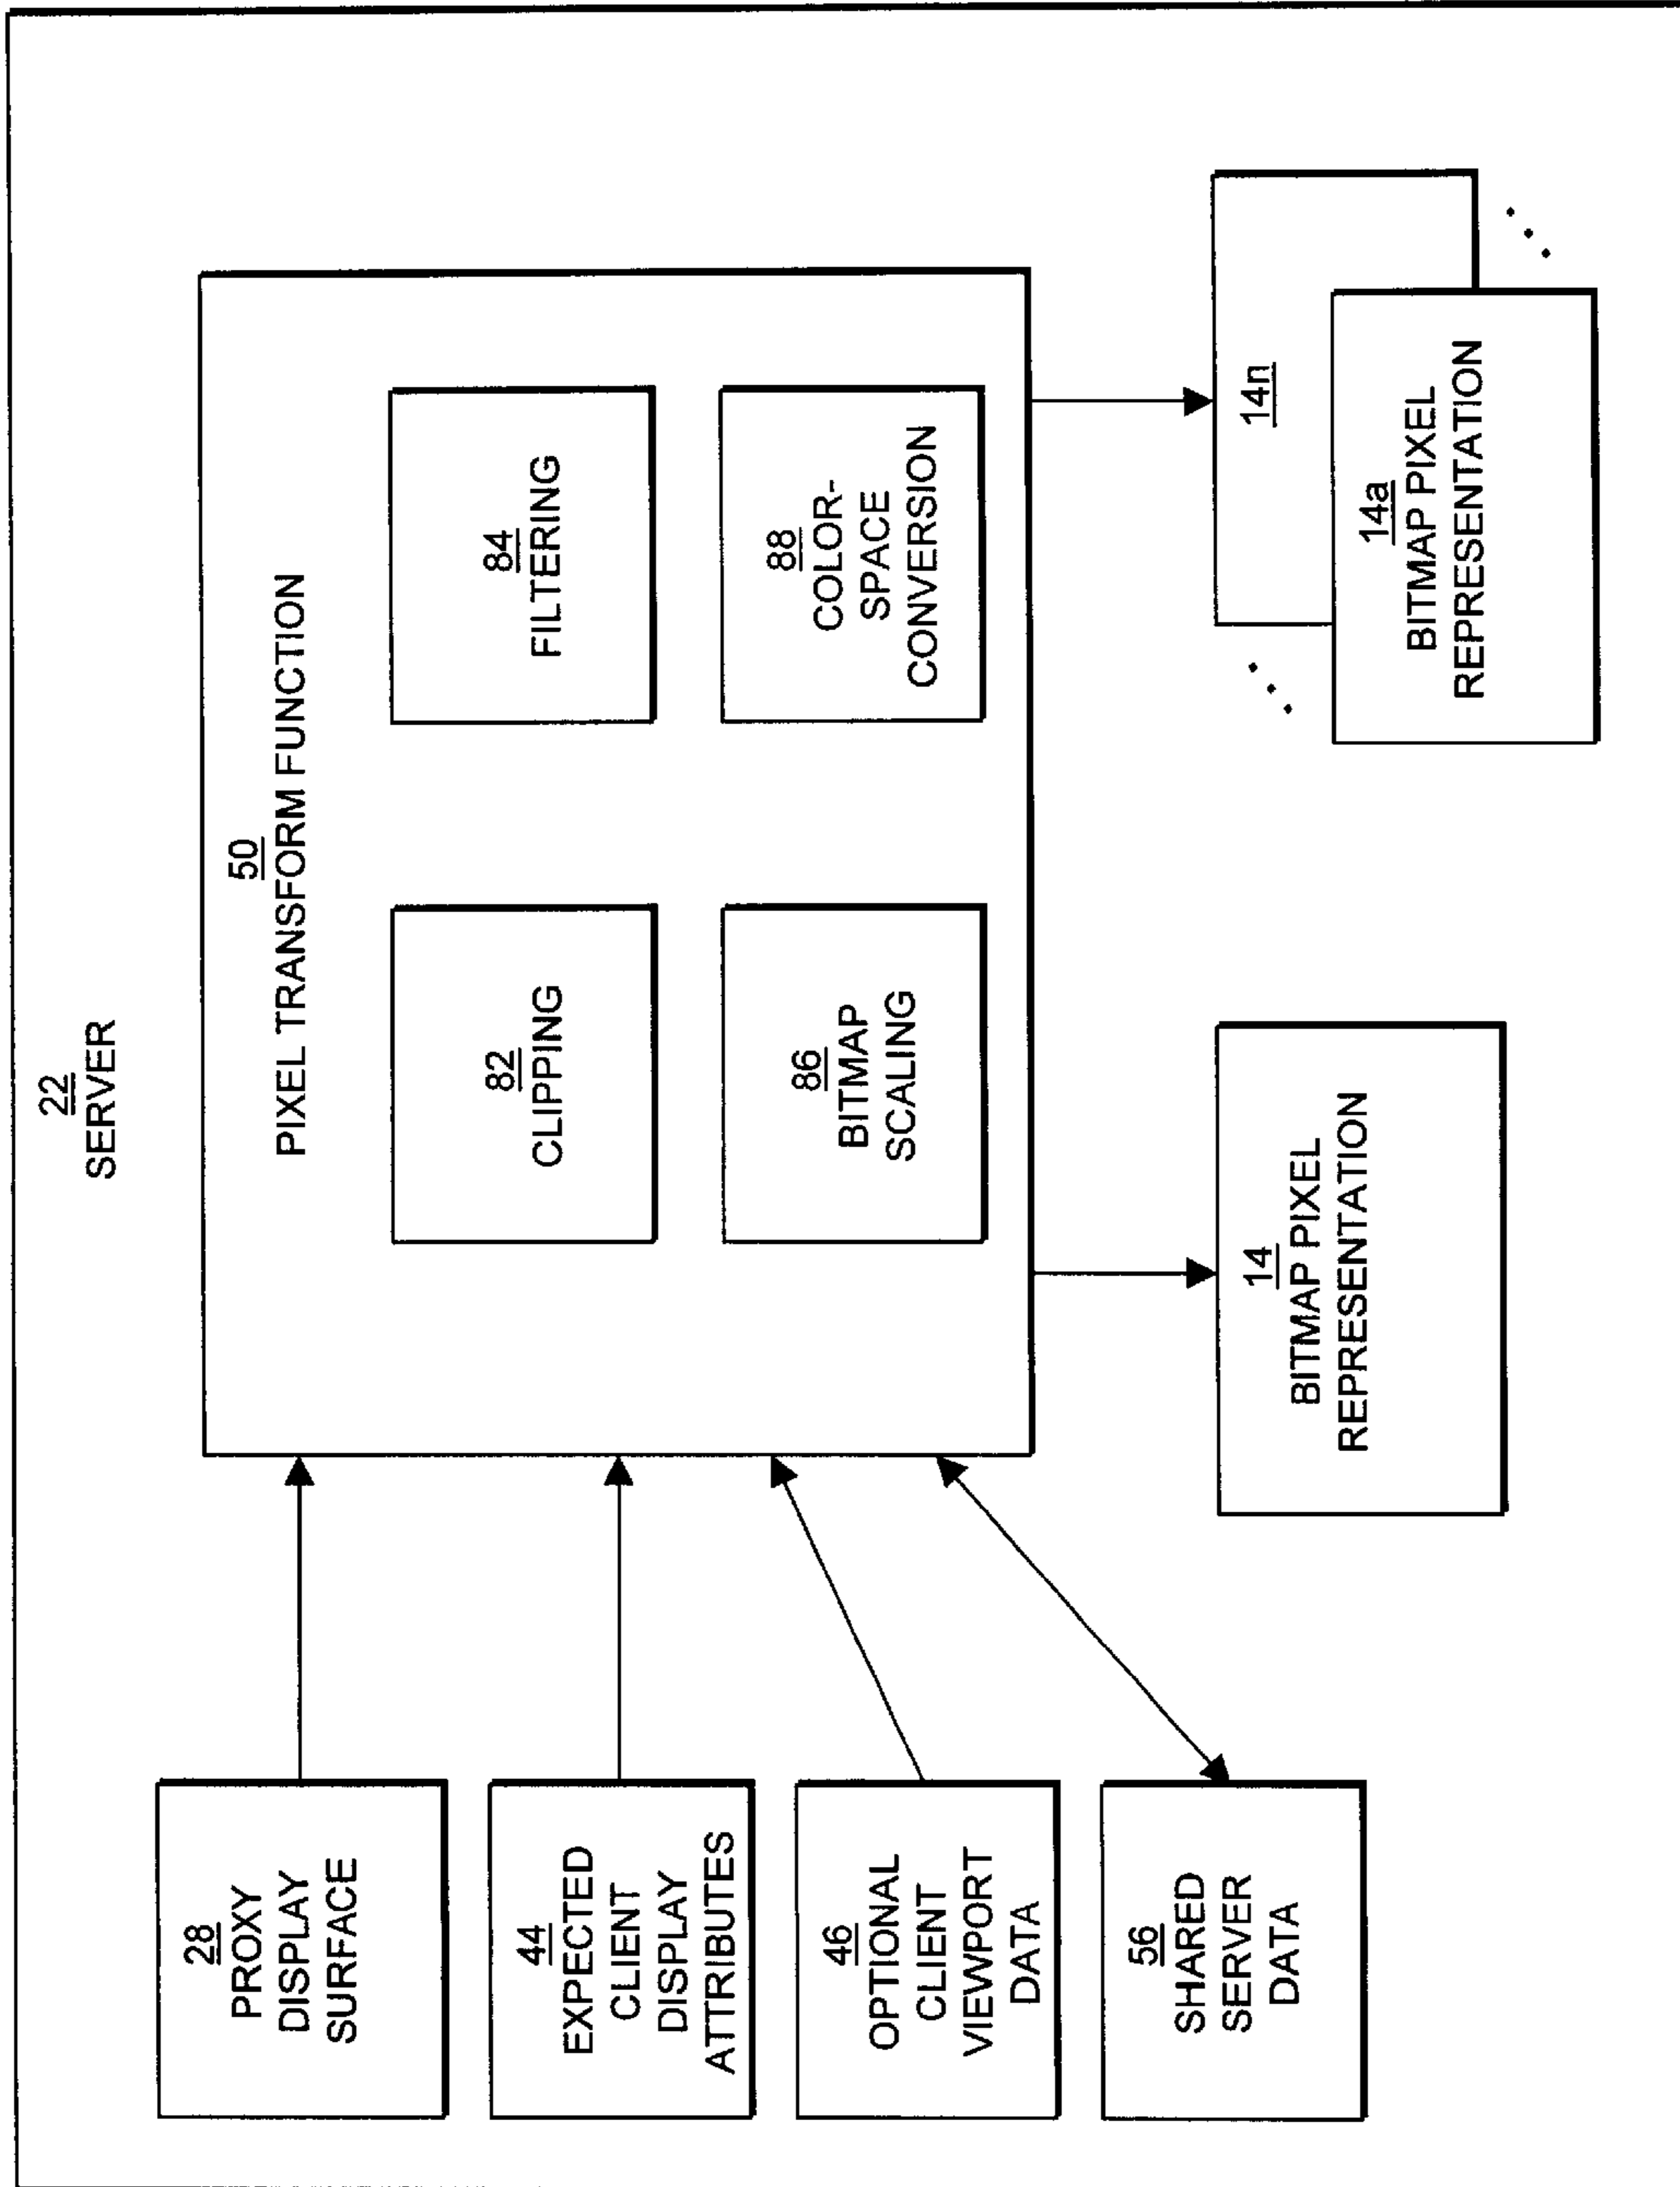 22
SERVER
28
PROXY
DISPLAY
SURFACE
44
EXPECTED
CLIENT
DISPLAY
ATTRIBUTES
46
OPTIONAL
CLIENT
VIEWPORT
DATA
56
SHARED
SERVER
DATA
50
PIXEL TRANSFORM FUNCTION
82
CLIPPING
84
FILTERING
86
BITMAP
SCALING
88
COLOR-
SPACE
CONVERSION
14
BITMAP PIXEL
REPRESENTATION
14n
14a
BITMAP PIXEL
REPRESENTATION